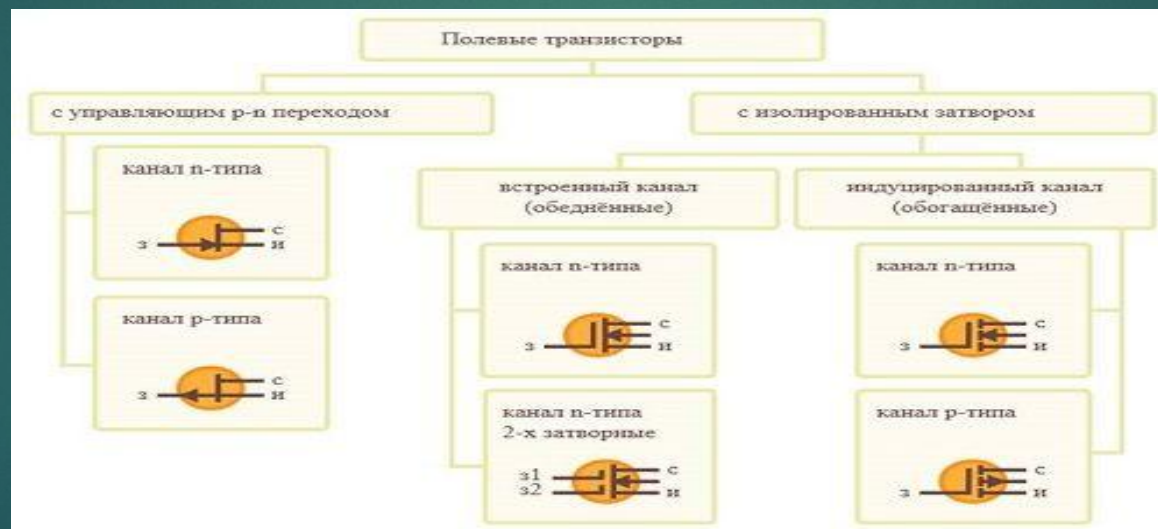 Полевые транзисторы
с управляющим p-n переходом
канал n-типа
з
с
и
канал p-типа
з
с
и
с изолированным затвором
встроенный канал
(обеднённые)
канал n-типа
з
с
и
канал n-типа
2-х затворные
з1
з2
с
и
индуцированный канал
(обогащённые)
канал n-типа
з
с
и
канал p-типа
з
с
и